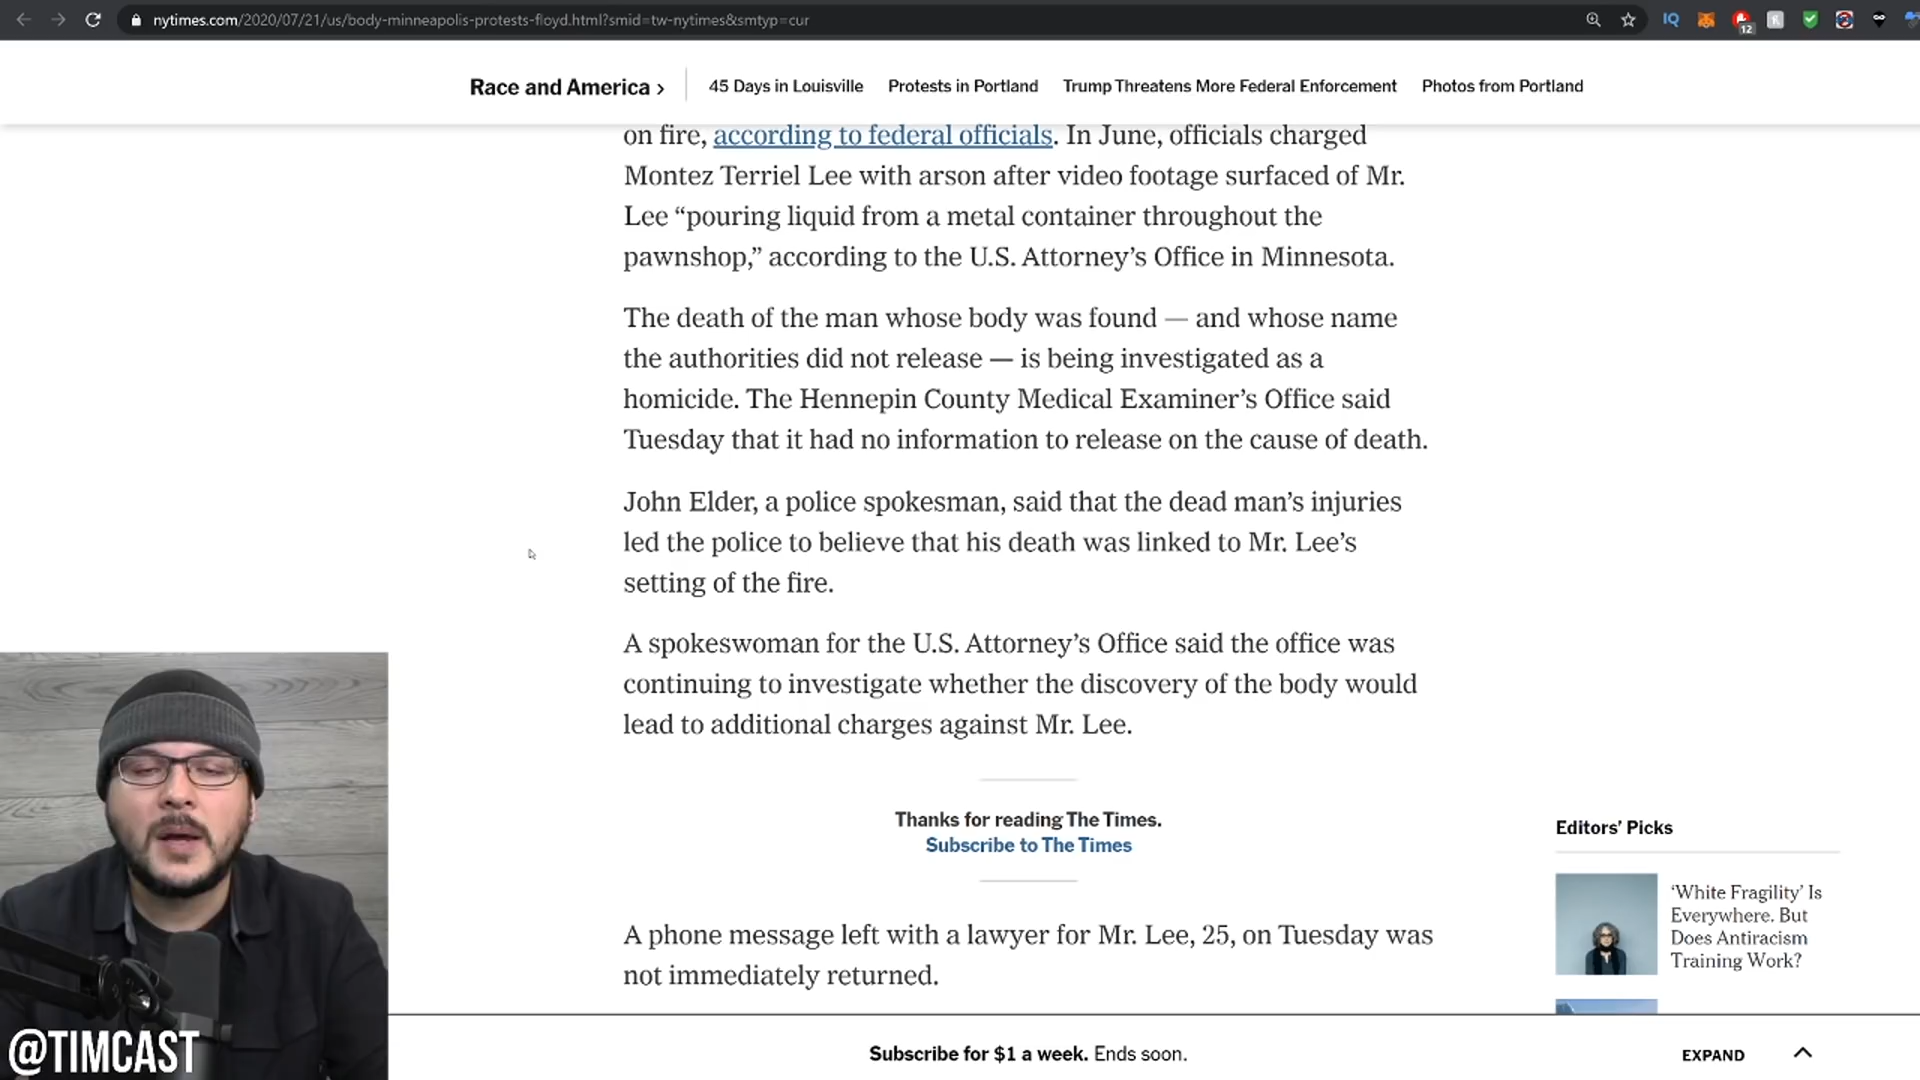 nytimes.com/2020/07/21/us/body-minneapolis-protests-floyd.html?smid=tw-nytimes&smtyp=cur
IQ
12
Race and America ›
45 Days in Louisville
Protests in Portland
Trump Threatens More Federal Enforcement
Photos from Portland
on fire, according to federal officials. In June, officials charged
Montez Terriel Lee with arson after video footage surfaced of Mr.
Lee “pouring liquid from a metal container throughout the
pawnshop,” according to the U.S. Attorney’s Office in Minnesota.
The death of the man whose body was found — and whose name
the authorities did not release — is being investigated as a
homicide. The Hennepin County Medical Examiner’s Office said
Tuesday that it had no information to release on the cause of death.
John Elder, a police spokesman, said that the dead man’s injuries
led the police to believe that his death was linked to Mr. Lee’s
setting of the fire.
A spokeswoman for the U.S. Attorney’s Office said the office was
continuing to investigate whether the discovery of the body would
lead to additional charges against Mr. Lee.
Thanks for reading The Times.
Subscribe to The Times
A phone message left with a lawyer for Mr. Lee, 25, on Tuesday was
not immediately returned.
Editors’ Picks
‘White Fragility’ Is
Everywhere. But
Does Antiracism
Training Work?
@TIMCAST
Subscribe for $1 a week. Ends soon.
EXPAND